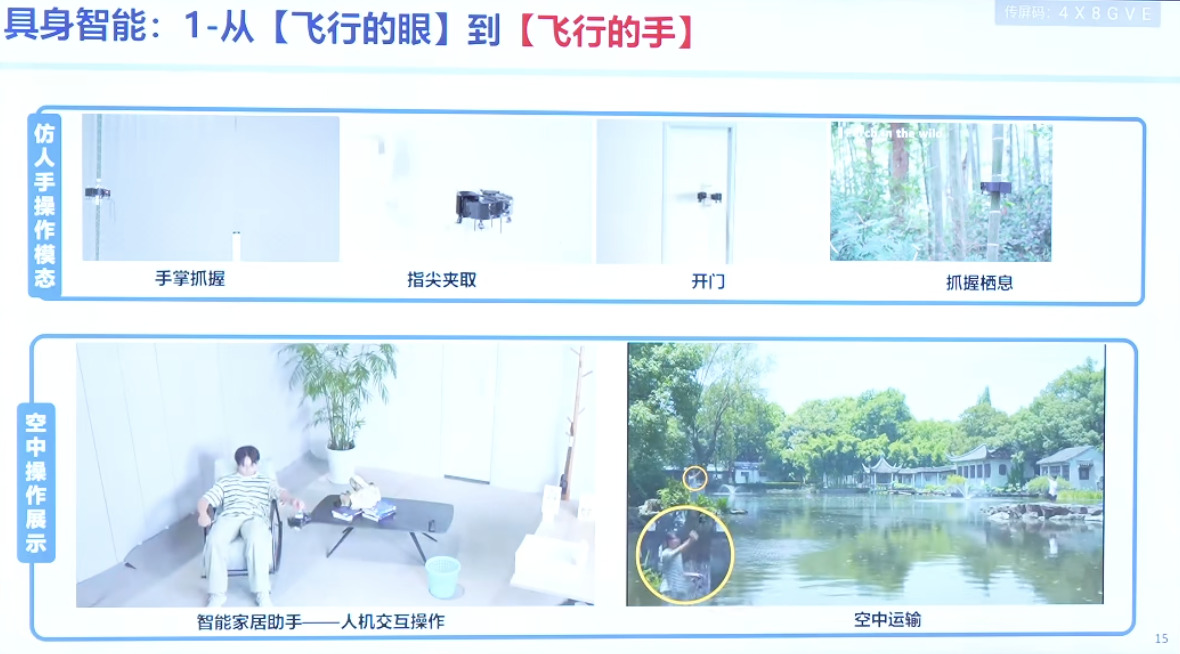 具身智能：1-从【飞行的眼】到【飞行的手】
传屏码：4X8GVE
仿人手操作模态
in the wild
手掌抓握
指尖夹取
开门
抓握栖息
空中操作展示
智能家居助手——人机交互操作
空中运输
15